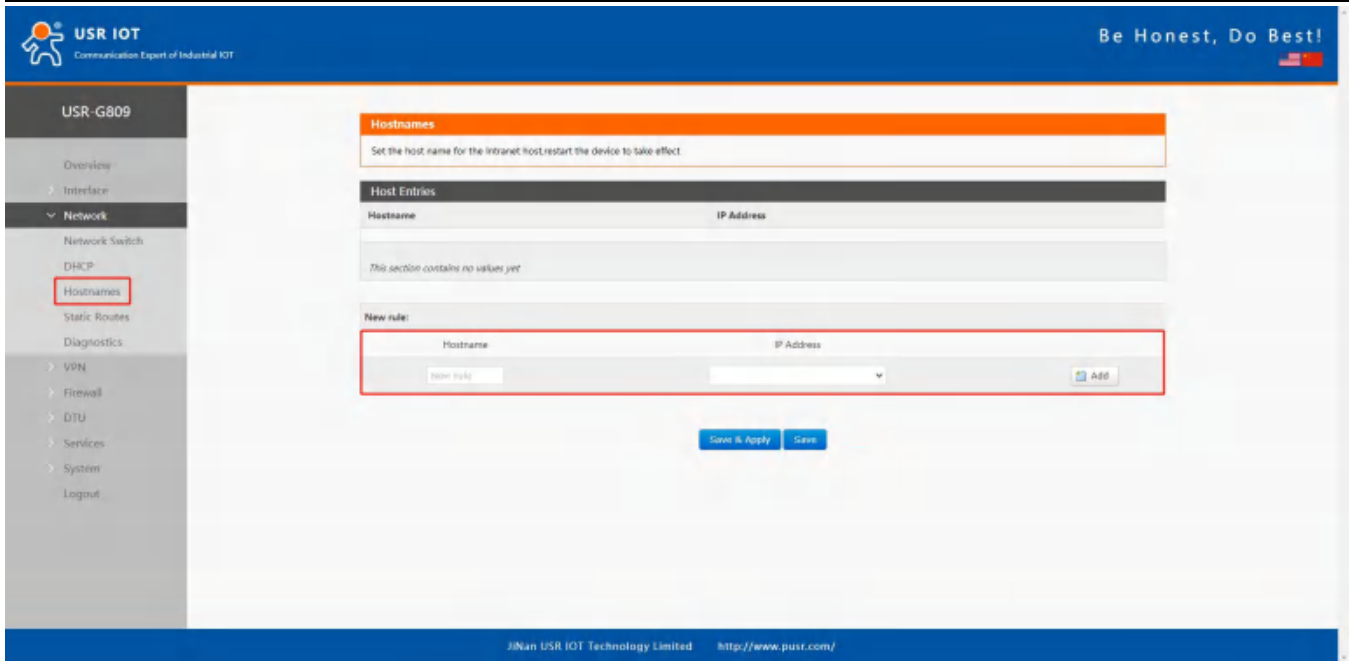 USR IOT
Communication Expert of Industrial IOT
Be Honest, Do Best!
USR-G809
Overview
Interface
Network
Network Switch
DHCP
Hostnames
Static Routes
Diagnostics
VPN
Firewall
DTU
Services
System
Logout
Hostnames
Set the host name for the Intranet host,restart the device to take effect
Host Entries
Hostname IP Address
This section contains no values yet
New rule:
Hostname IP Address
New rule Add
Save & Apply Save
JiNan USR IOT Technology Limited http://www.pusr.com/